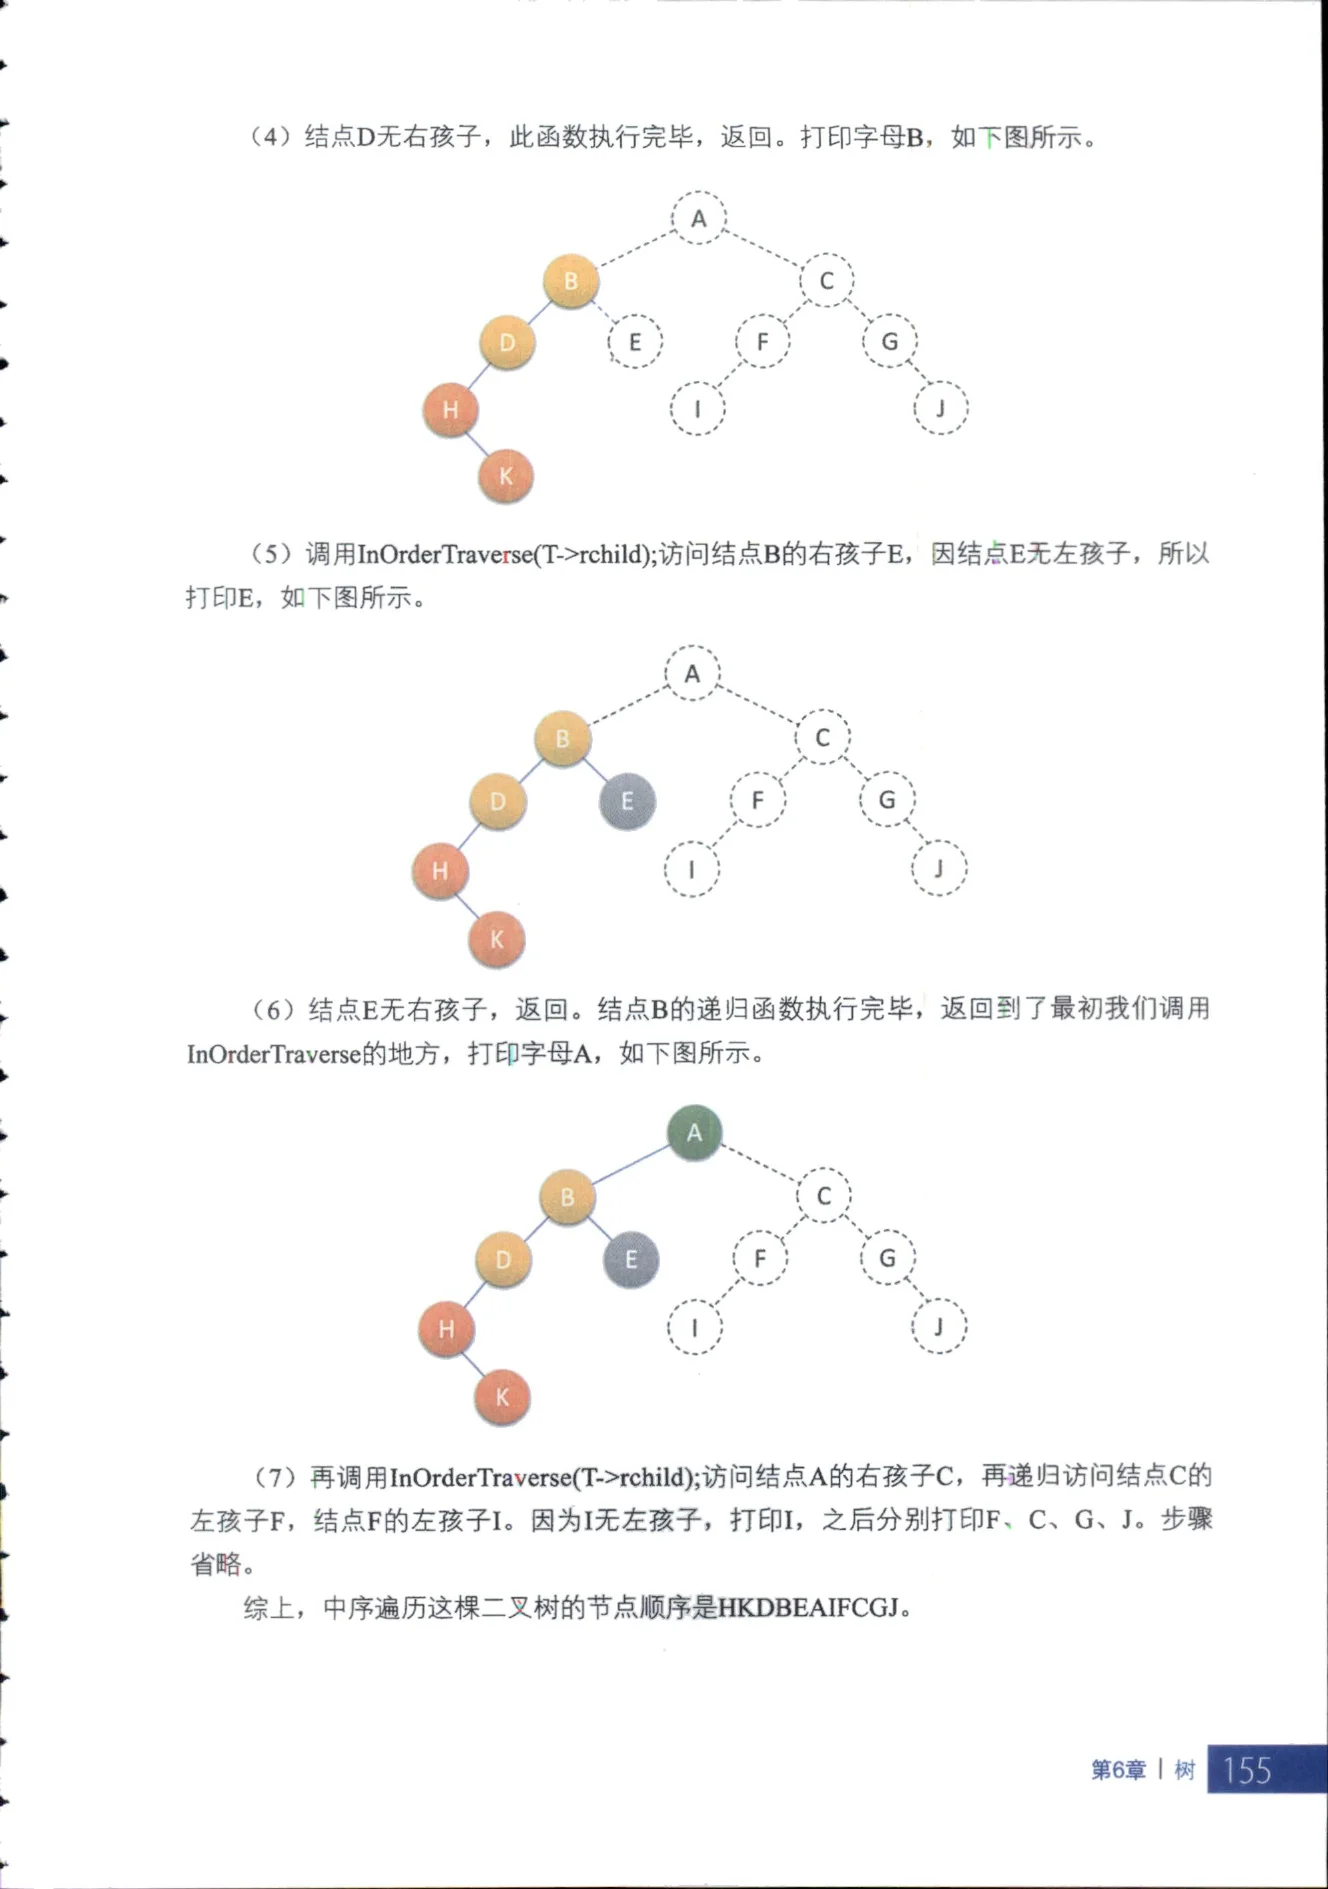 （4）结点D无右孩子，此函数执行完毕，返回。打印字母B，如下图所示。
A
B
C
D
E
F
G
H
I
J
K
（5）调用InOrderTraverse(T->rchild);访问结点B的右孩子E，因结点E无左孩子，所以
打印E，如下图所示。
A
B
C
D
E
F
G
H
I
J
K
（6）结点E无右孩子，返回。结点B的递归函数执行完毕，返回到了最初我们调用
InOrderTraverse的地方，打印字母A，如下图所示。
A
B
C
D
E
F
G
H
I
J
K
（7）再调用InOrderTraverse(T->rchild);访问结点A的右孩子C，再递归访问结点C的
左孩子F，结点F的左孩子I。因为I无左孩子，打印I，之后分别打印F、C、G、J。步骤
省略。
综上，中序遍历这棵二叉树的节点顺序是HKDBEAIFCGJ。
第6章 | 树 155